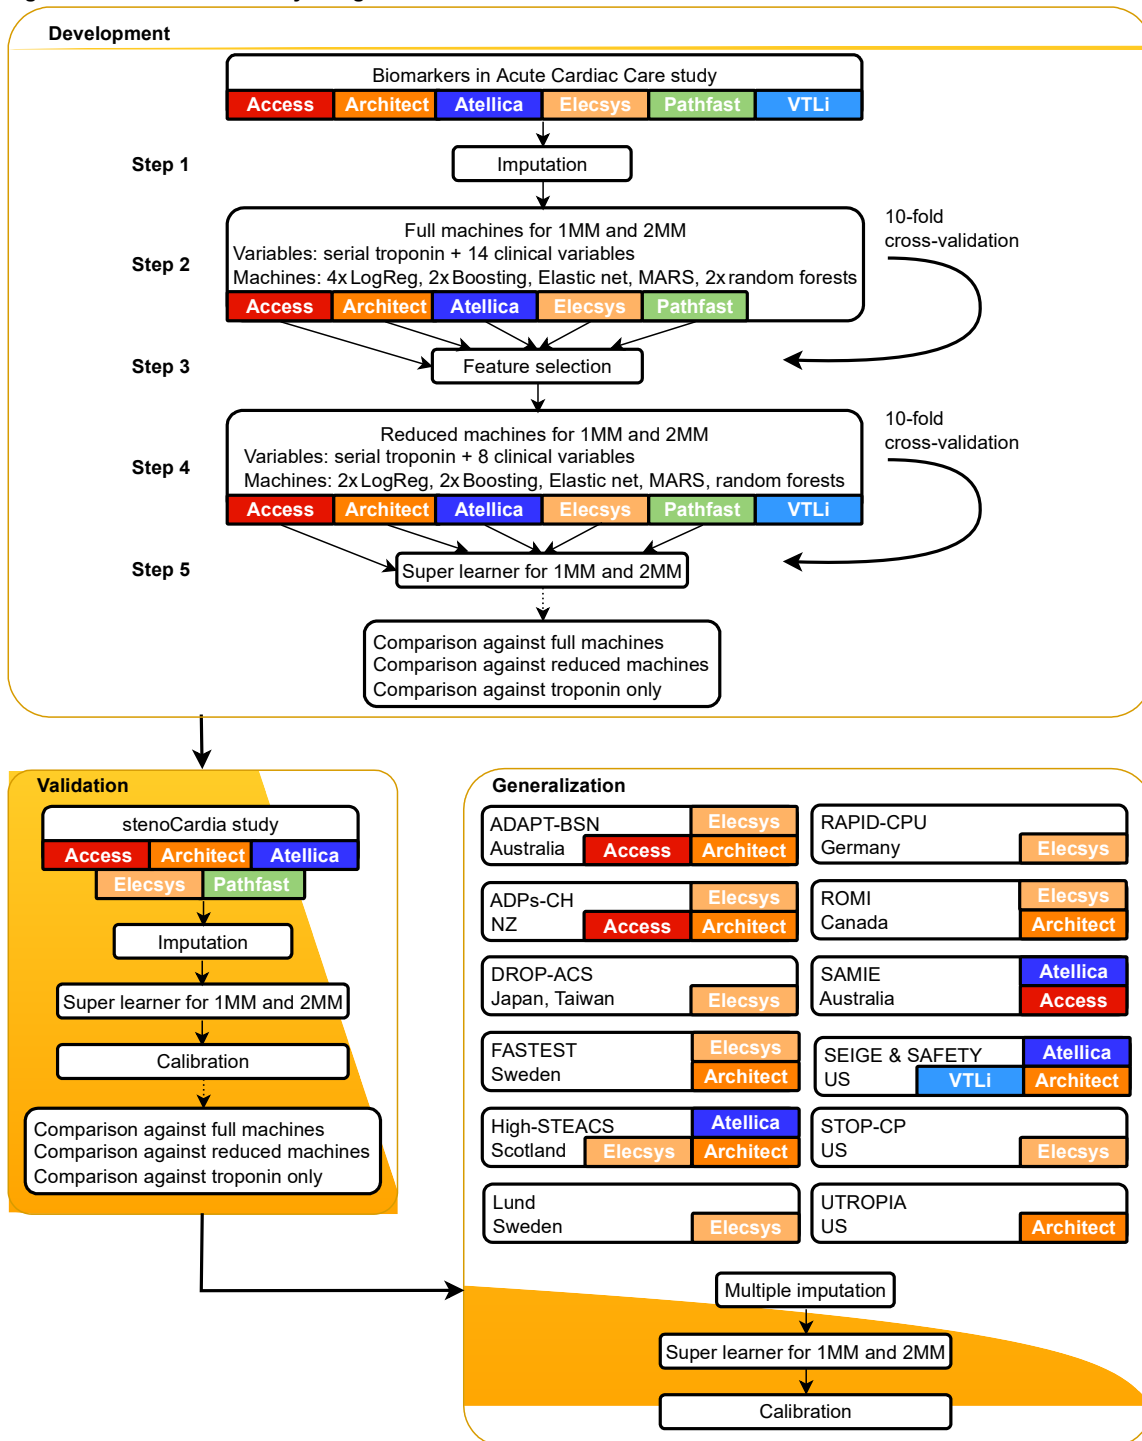 Development
Biomarkers in Acute Cardiac Care study
Access Architect Atellica Elecsys Pathfast VTLi
Step 1
Imputation
10-fold
cross-validation
Step 2
Full machines for 1MM and 2MM
Variables: serial troponin + 14 clinical variables
Machines: 4x LogReg, 2x Boosting, Elastic net, MARS, 2x random forests
Access Architect Atellica Elecsys Pathfast
Step 3
Feature selection
10-fold
cross-validation
Step 4
Reduced machines for 1MM and 2MM
Variables: serial troponin + 8 clinical variables
Machines: 2x LogReg, 2x Boosting, Elastic net, MARS, random forests
Access Architect Atellica Elecsys Pathfast VTLi
Step 5
Super learner for 1MM and 2MM
Comparison against full machines
Comparison against reduced machines
Comparison against troponin only
Validation
stenoCardia study
Access Architect Atellica
Elecsys Pathfast
Imputation
Super learner for 1MM and 2MM
Calibration
Comparison against full machines
Comparison against reduced machines
Comparison against troponin only
Generalization
ADAPT-BSN Elecsys
Australia Access Architect
ADPs-CH Elecsys
NZ Access Architect
DROP-ACS
Japan, Taiwan Elecsys
FASTEST Elecsys
Sweden Architect
High-STEACS Atellica
Scotland Elecsys Architect
Lund
Sweden Elecsys
RAPID-CPU
Germany Elecsys
ROMI Elecsys
Canada Architect
SAMIE Atellica
Australia Access
SEIGE & SAFETY Atellica
US VTLi Architect
STOP-CP
US Elecsys
UTROPIA
US Architect
Multiple imputation
Super learner for 1MM and 2MM
Calibration